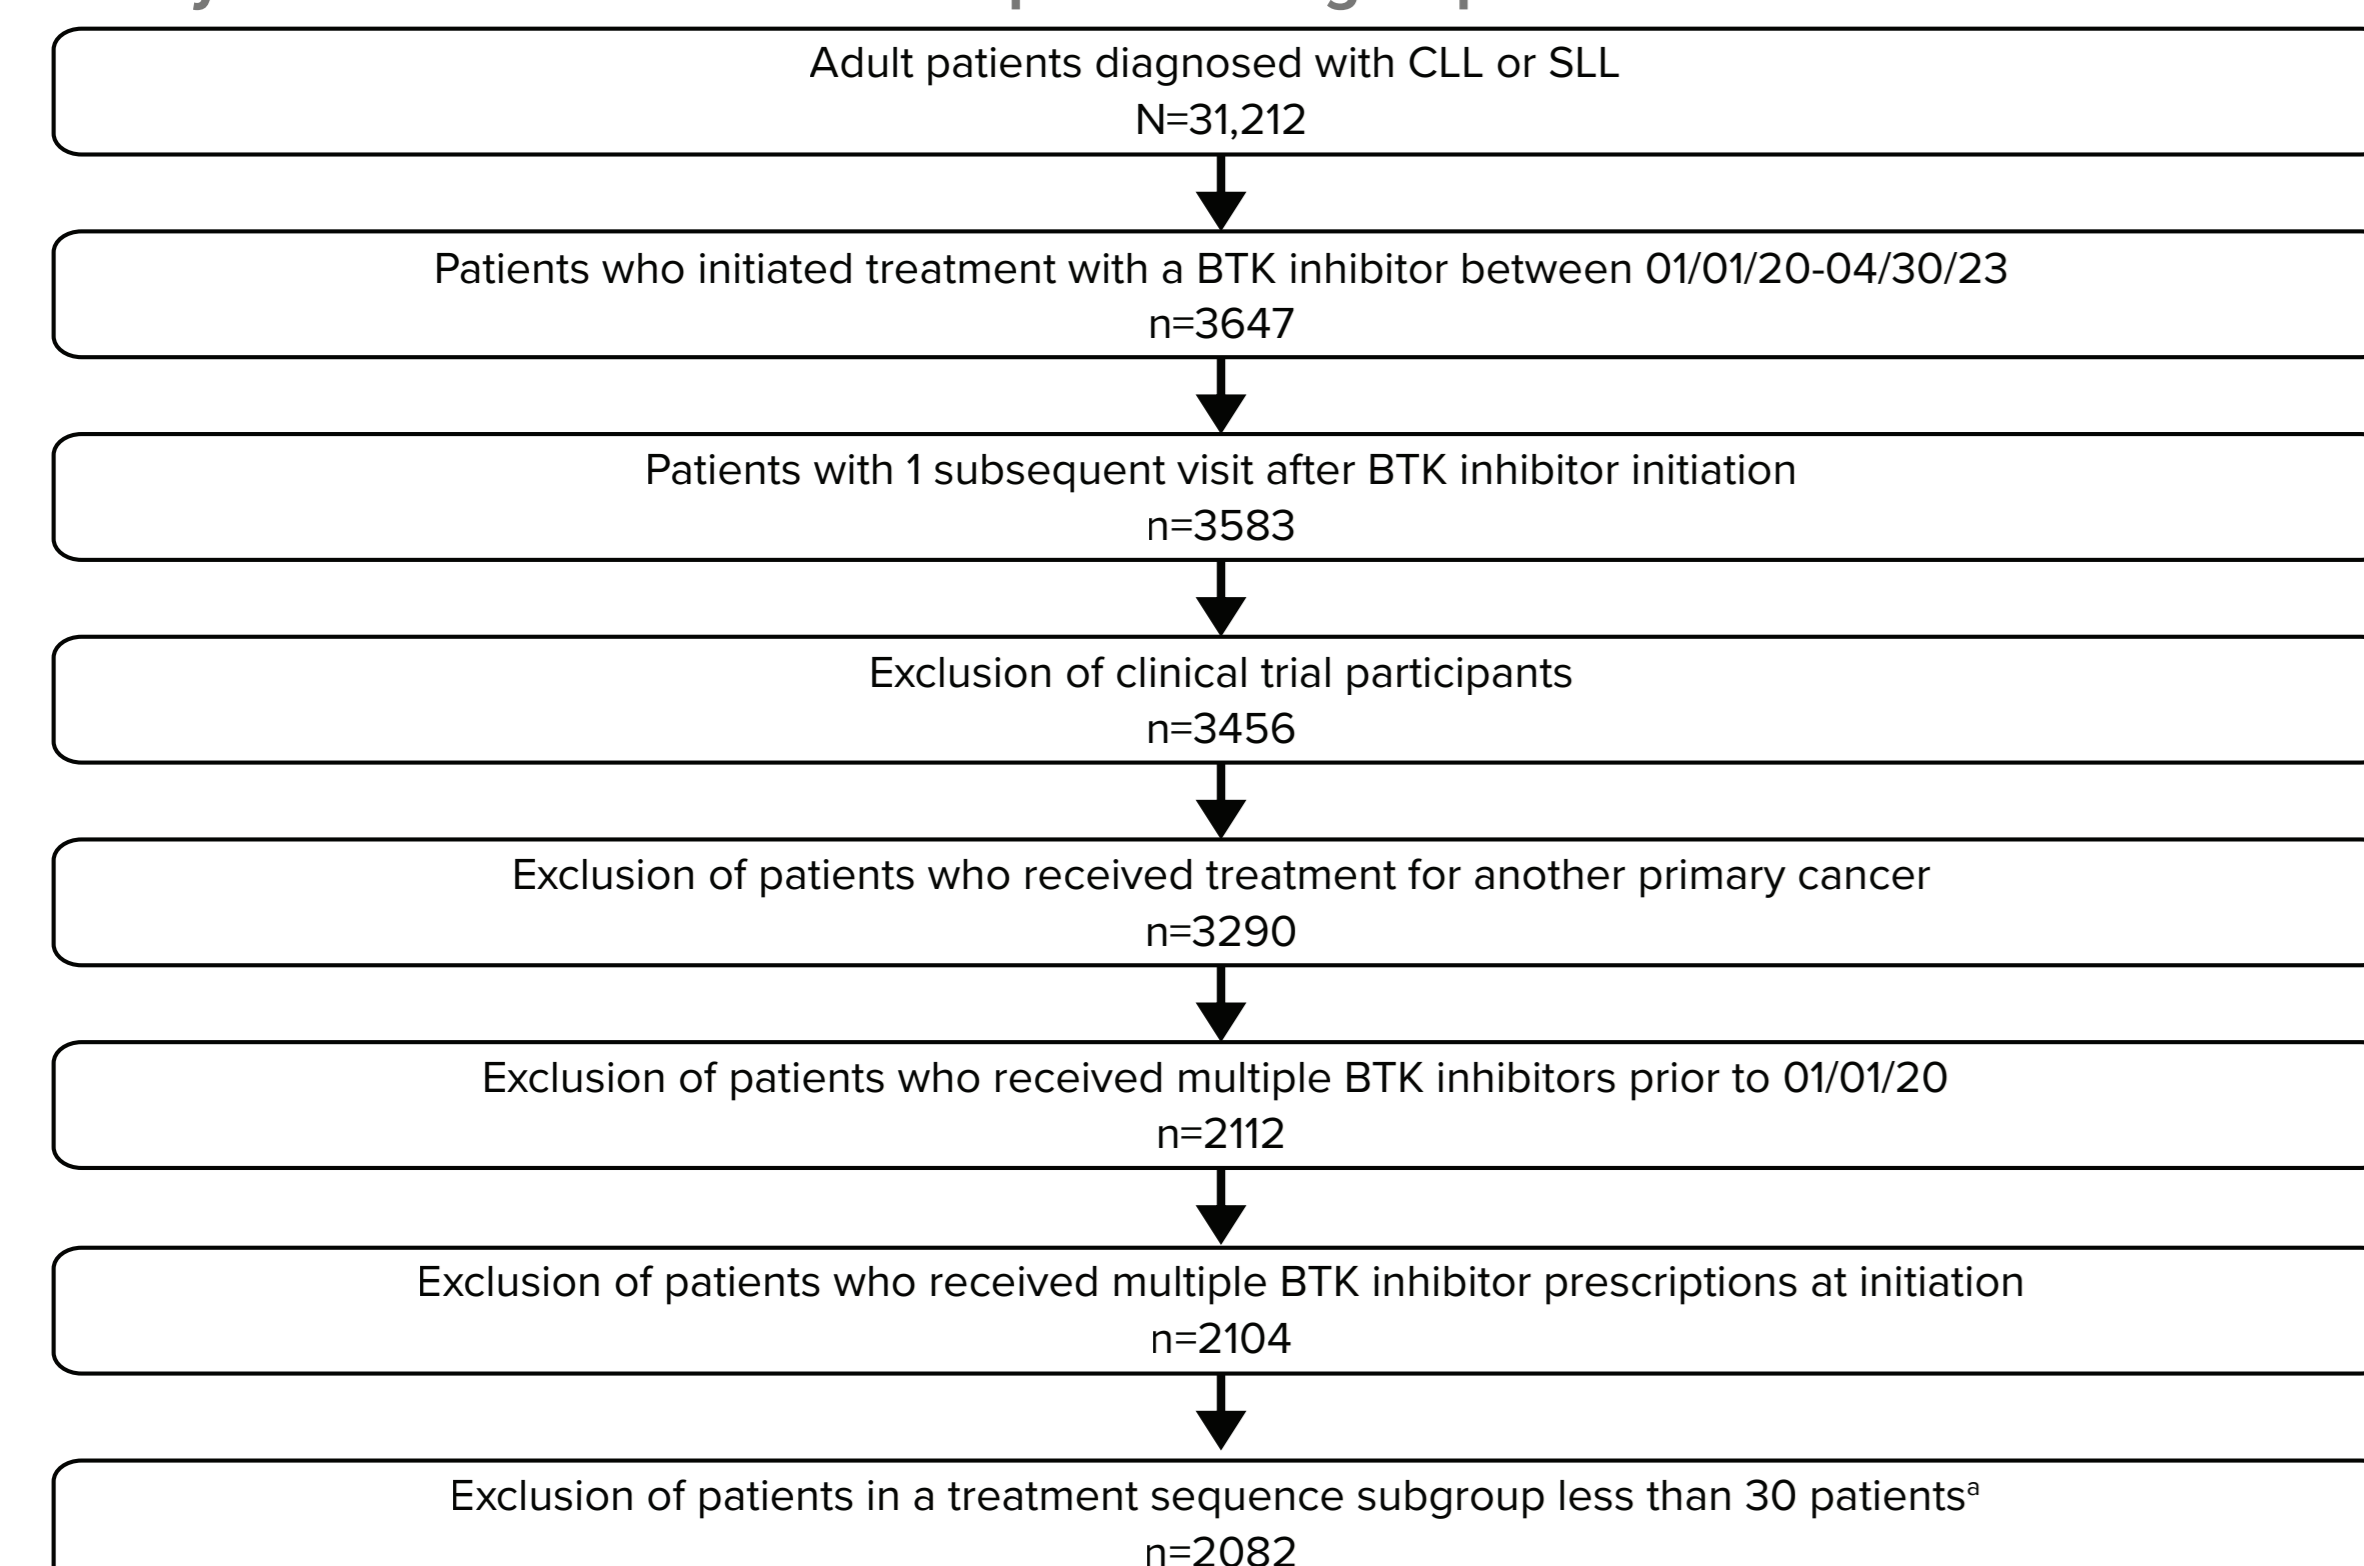 Adult patients diagnosed with CLL or SLL
N=31,212
Patients who initiated treatment with a BTK inhibitor between 01/01/20-04/30/23
n=3647
Patients with 1 subsequent visit after BTK inhibitor initiation
n=3583
Exclusion of clinical trial participants
n=3456
Exclusion of patients who received treatment for another primary cancer
n=3290
Exclusion of patients who received multiple BTK inhibitors prior to 01/01/20
n=2112
Exclusion of patients who received multiple BTK inhibitor prescriptions at initiation
n=2104
Exclusion of patients in a treatment sequence subgroup less than 30 patientsᵃ
n=2082